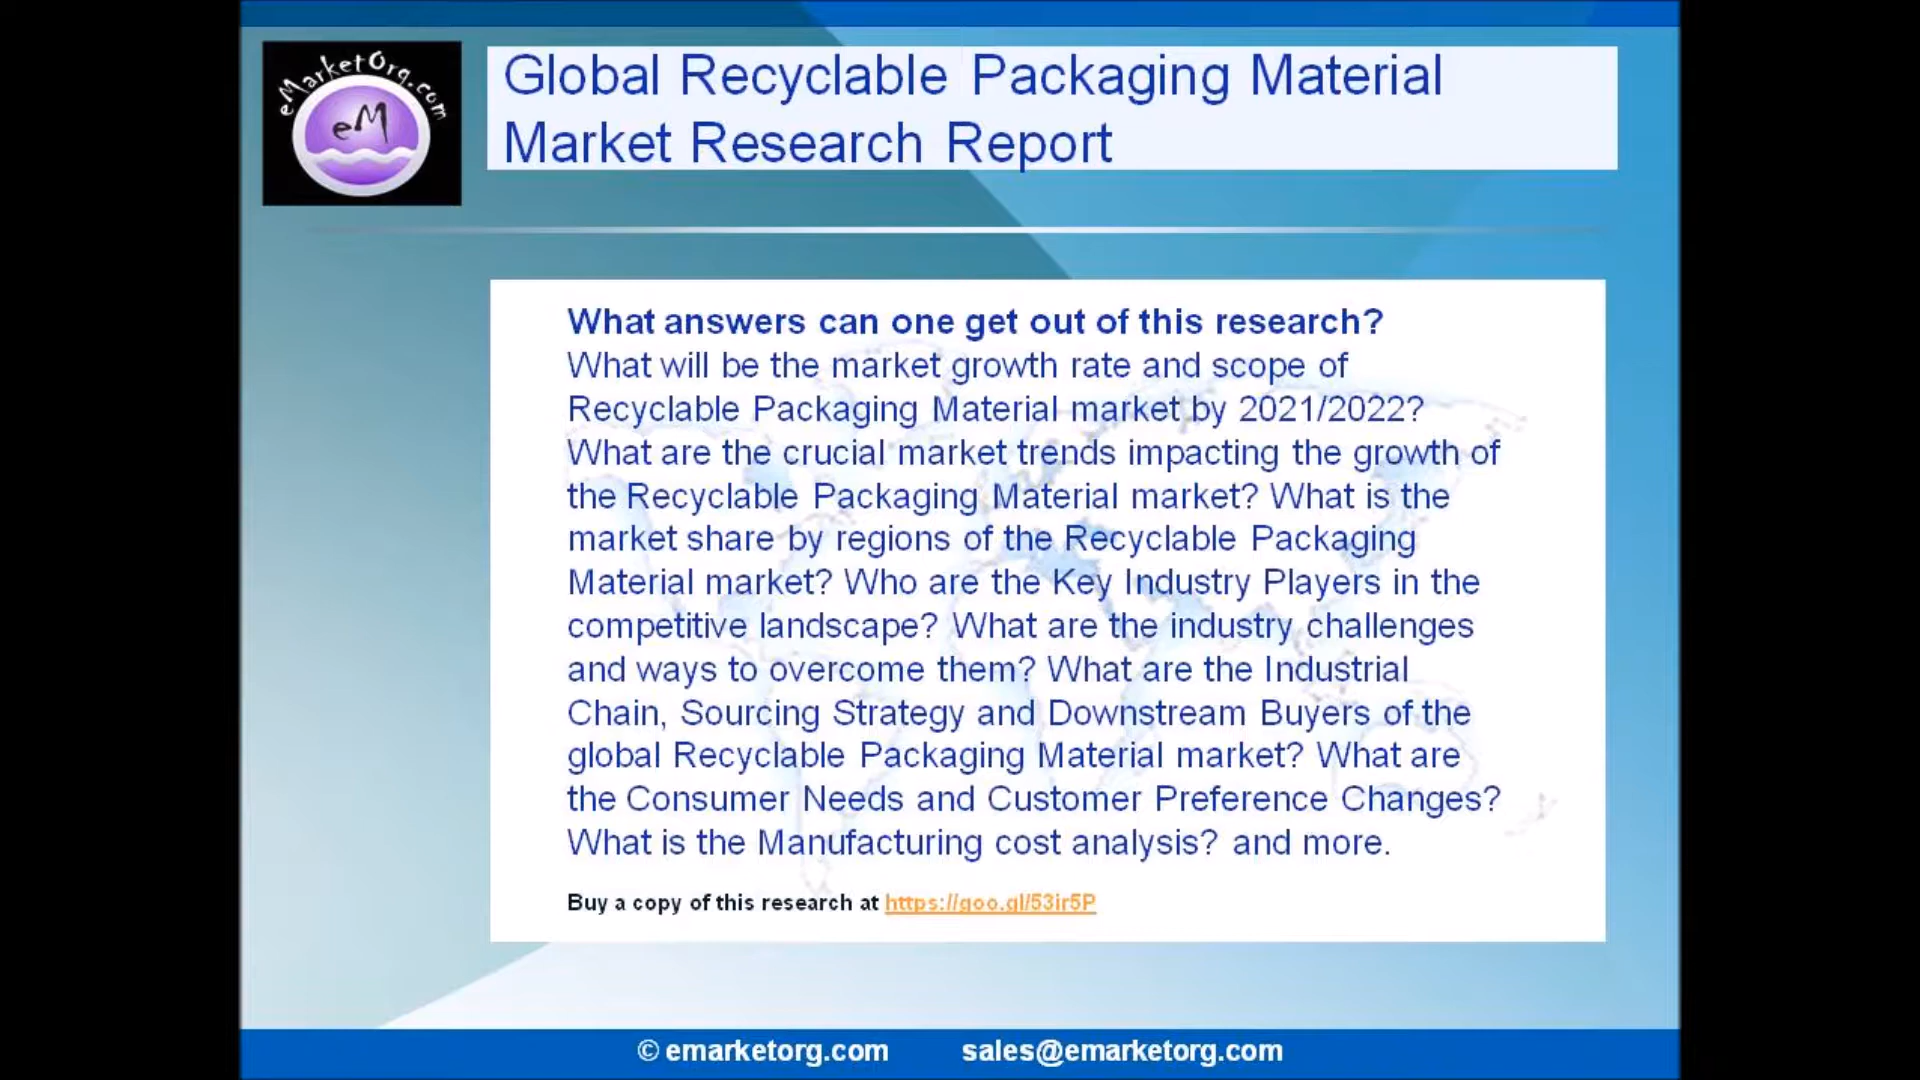 eMarketOrg.com
eM
Global Recyclable Packaging Material
Market Research Report
What answers can one get out of this research?
What will be the market growth rate and scope of
Recyclable Packaging Material market by 2021/2022?
What are the crucial market trends impacting the growth of
the Recyclable Packaging Material market? What is the
market share by regions of the Recyclable Packaging
Material market? Who are the Key Industry Players in the
competitive landscape? What are the industry challenges
and ways to overcome them? What are the Industrial
Chain, Sourcing Strategy and Downstream Buyers of the
global Recyclable Packaging Material market? What are
the Consumer Needs and Customer Preference Changes?
What is the Manufacturing cost analysis? and more.
Buy a copy of this research at https://goo.gl/53ir5P
© emarketorg.com sales@emarketorg.com